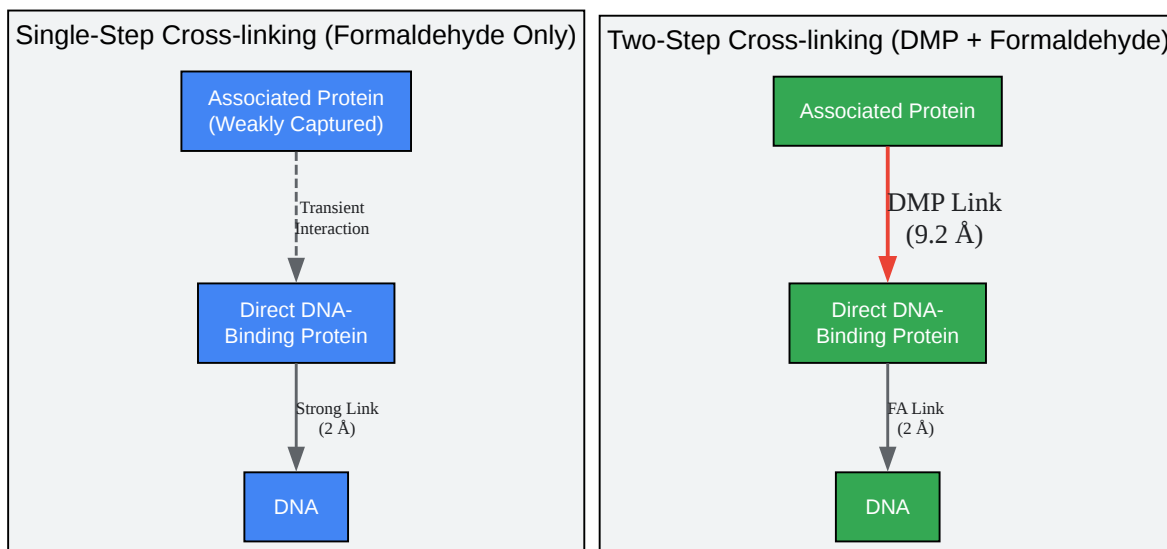 Single-Step Cross-linking (Formaldehyde Only)
Associated Protein
(Weakly Captured)
Transient
Interaction
Direct DNA-
Binding Protein
Strong Link
(2 Å)
DNA
Two-Step Cross-linking (DMP + Formaldehyde)
Associated Protein
DMP Link
(9.2 Å)
Direct DNA-
Binding Protein
FA Link
(2 Å)
DNA